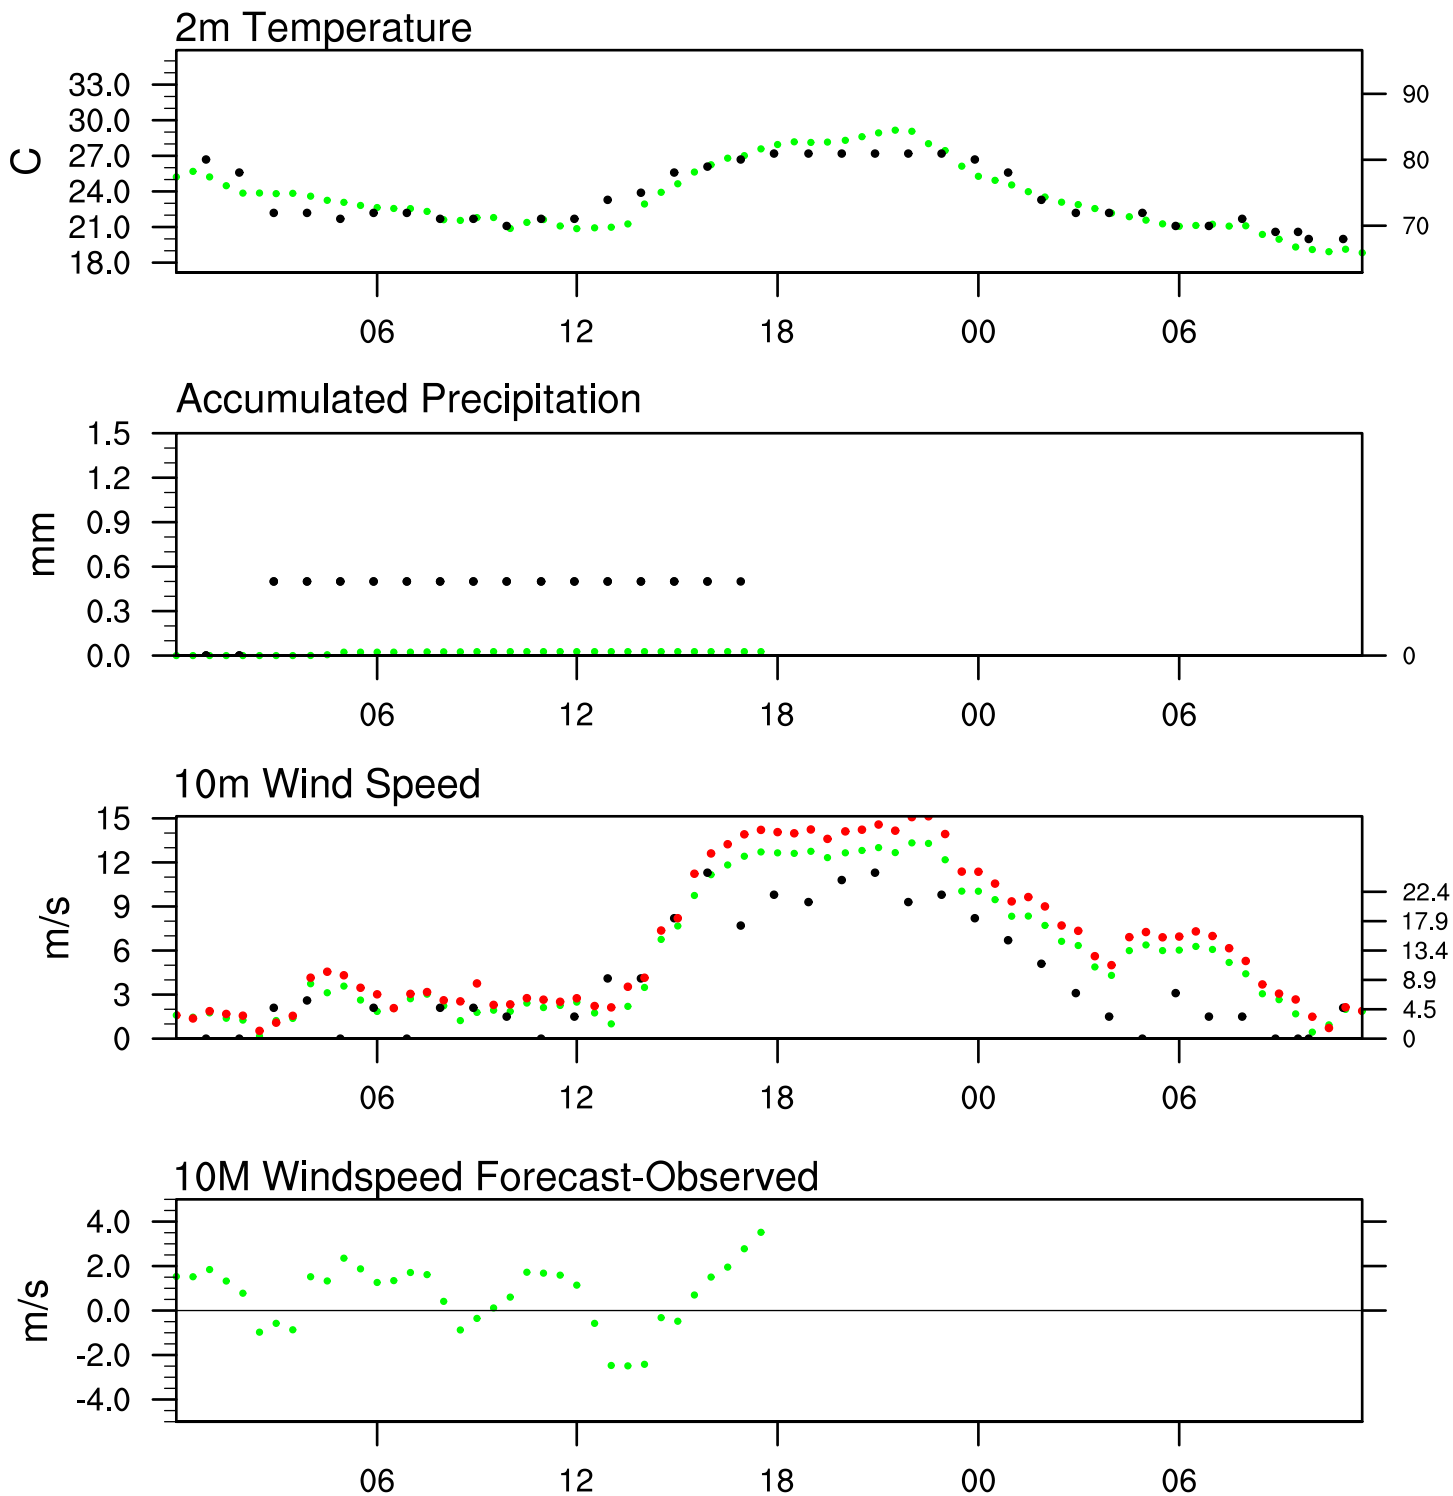 2m Temperature
33.0
30.0
27.0
24.0
21.0
18.0
C
90
80
70
06 12 18 00 06
Accumulated Precipitation
1.5
1.2
0.9
0.6
0.3
0.0
mm
0
06 12 18 00 06
10m Wind Speed
15
12
9
6
3
0
m/s
22.4
17.9
13.4
8.9
4.5
0
06 12 18 00 06
10M Windspeed Forecast-Observed
4.0
2.0
0.0
-2.0
-4.0
m/s
06 12 18 00 06